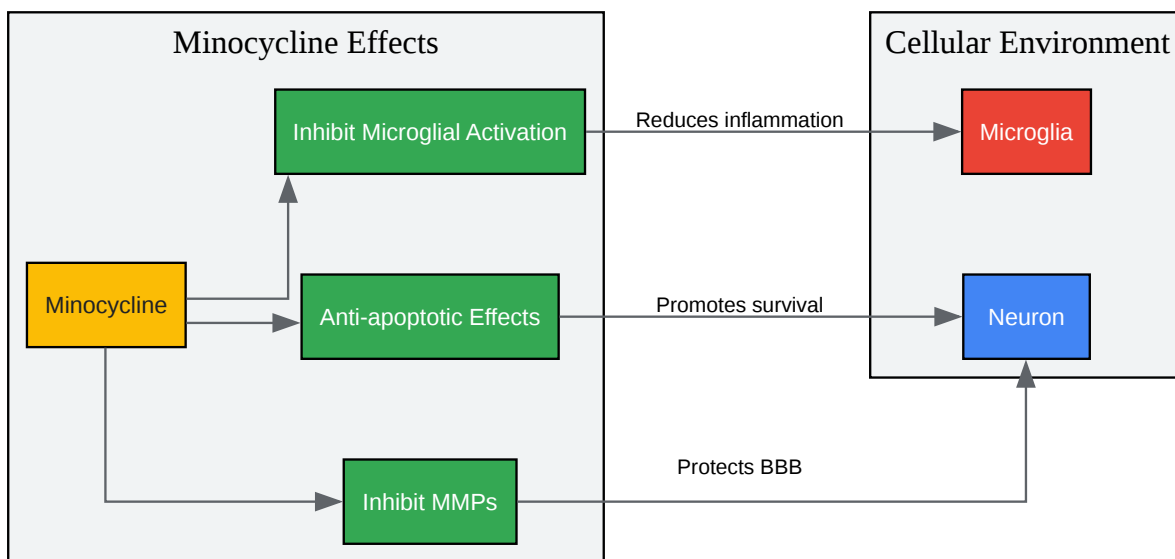 Minocycline Effects
Cellular Environment
Inhibit Microglial Activation
Reduces inflammation
Microglia
Minocycline
Anti-apoptotic Effects
Promotes survival
Neuron
Inhibit MMPs
Protects BBB